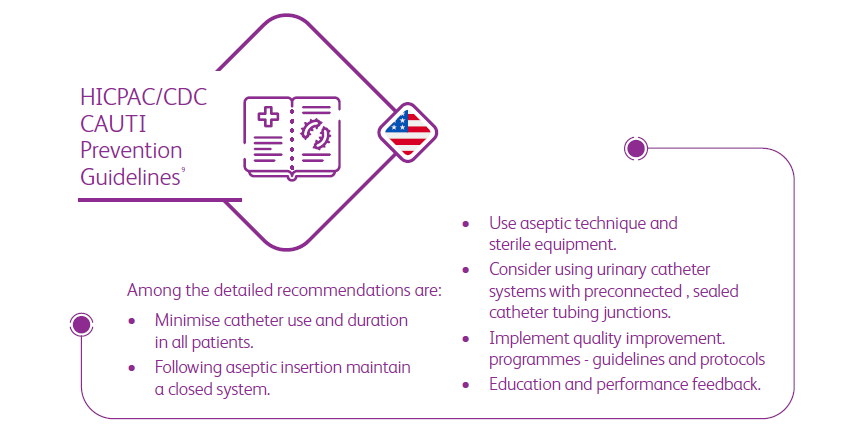 HICPAC/CDC
CAUTI
Prevention
Guidelines⁹
Among the detailed recommendations are:
• Minimise catheter use and duration
in all patients.
• Following aseptic insertion maintain
a closed system.
• Use aseptic technique and
sterile equipment.
• Consider using urinary catheter
systems with preconnected , sealed
catheter tubing junctions.
• Implement quality improvement.
programmes - guidelines and protocols
• Education and performance feedback.